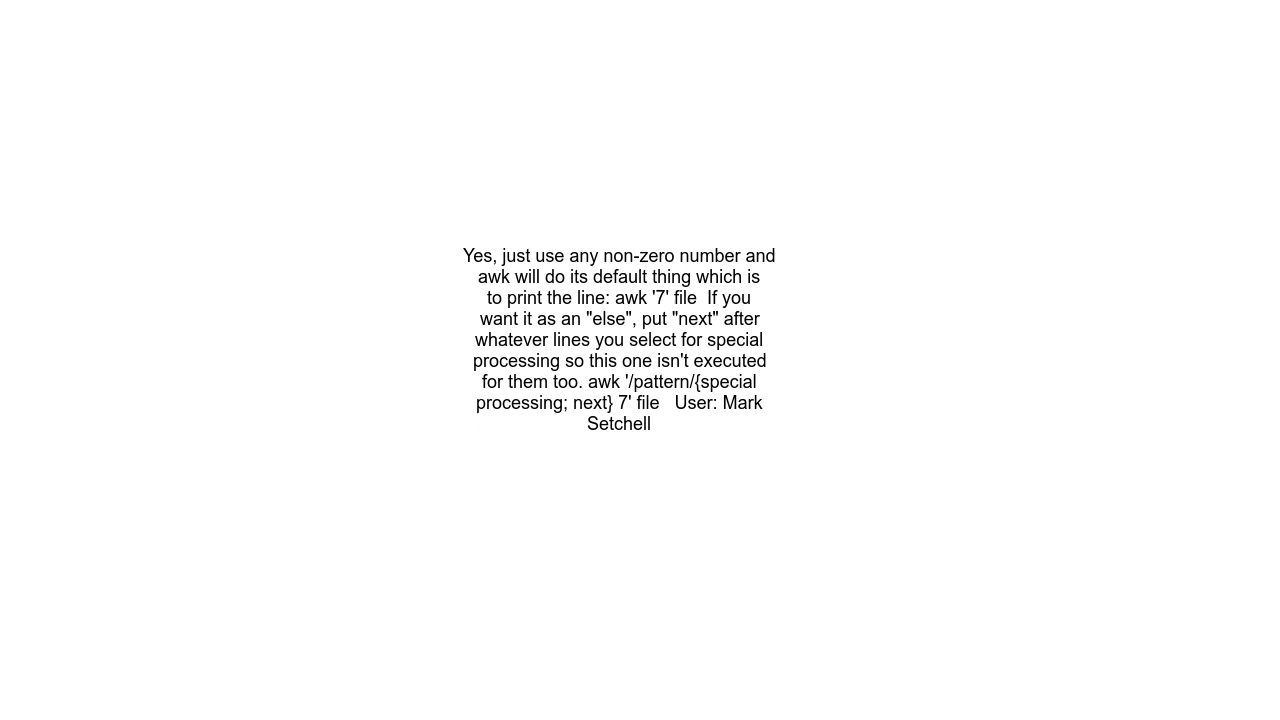 Yes, just use any non-zero number and
awk will do its default thing which is
to print the line: awk '7' file  If you
want it as an "else", put "next" after
whatever lines you select for special
processing so this one isn't executed
for them too. awk '/pattern/{special
processing; next} 7' file   User: Mark
Setchell